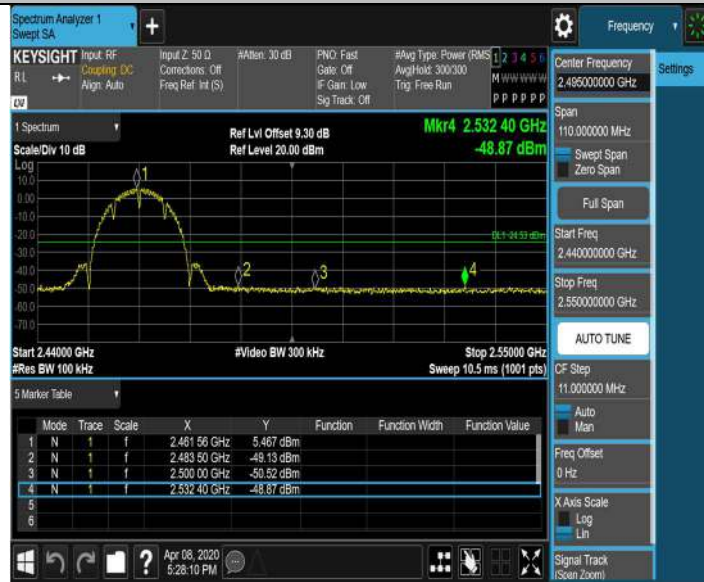 Spectrum Analyzer 1
Swept SA
Frequency
KEYSIGHT Input: RF Input Z: 50 Ω #Atten: 30 dB PNO: Fast #Avg Type: Power (RMS 1 2 3 4 5 6
RL Coupling: DC Corrections: Off Gate: Off Avg|Hold: 300/300 M W W W W W
Align: Auto Freq Ref: Int (S) IF Gain: Low Trig: Free Run
Sig Track: Off P P P P P P
Center Frequency
2.495000000 GHz
Settings
1 Spectrum
Ref Lvl Offset 9.30 dB
Mkr4 2.532 40 GHz
Scale/Div 10 dB
Ref Level 20.00 dBm
-48.87 dBm
Log
10.0
0.00
-10.0
-20.0
-30.0
-40.0
-50.0
-60.0
-70.0
1
2
3
4
DL1 -24.53 dBm
Start 2.44000 GHz #Video BW 300 kHz Stop 2.55000 GHz
#Res BW 100 kHz Sweep 10.5 ms (1001 pts)
Span
110.000000 MHz
Swept Span
Zero Span
Full Span
Start Freq
2.440000000 GHz
Stop Freq
2.550000000 GHz
AUTO TUNE
CF Step
11.000000 MHz
Auto
Man
Freq Offset
0 Hz
X Axis Scale
Log
Lin
Signal Track
(Span Zoom)
5 Marker Table
Mode Trace Scale X Y Function Function Width Function Value
1 N 1 f 2.461 56 GHz 5.467 dBm
2 N 1 f 2.483 50 GHz -49.13 dBm
3 N 1 f 2.500 00 GHz -50.52 dBm
4 N 1 f 2.532 40 GHz -48.87 dBm
5
6
?
Apr 08, 2020
5:28:10 PM